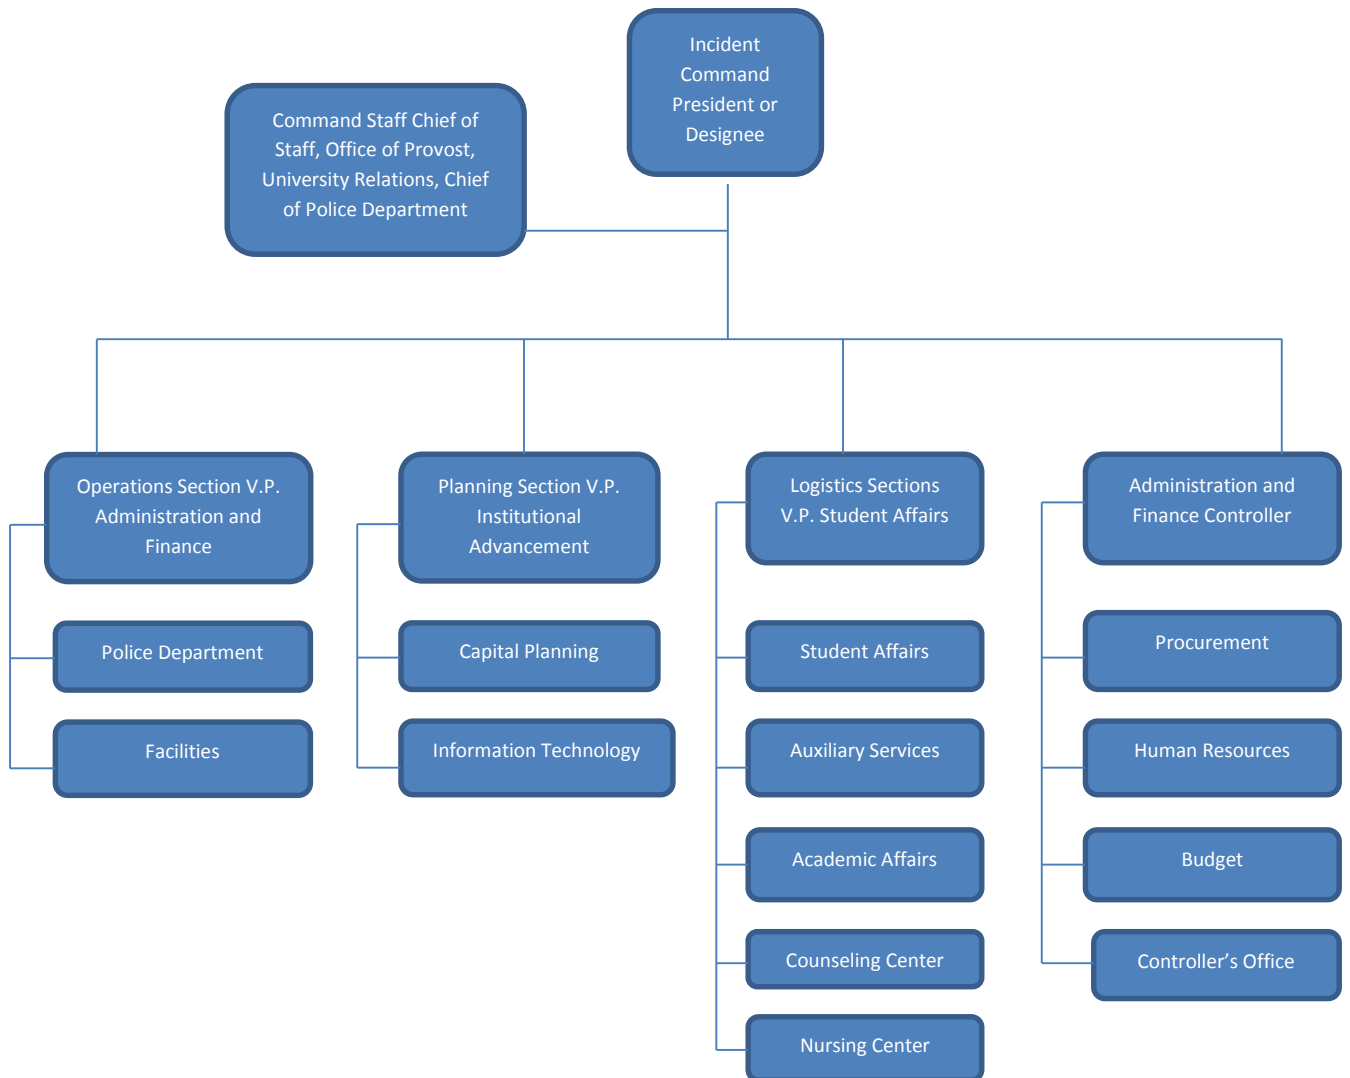 Incident
Command
President or
Designee
Command Staff Chief of
Staff, Office of Provost,
University Relations, Chief
of Police Department
Operations Section V.P.
Administration and
Finance
Police Department
Facilities
Planning Section V.P.
Institutional
Advancement
Capital Planning
Information Technology
Logistics Sections
V.P. Student Affairs
Student Affairs
Auxiliary Services
Academic Affairs
Counseling Center
Nursing Center
Administration and
Finance Controller
Procurement
Human Resources
Budget
Controller’s Office